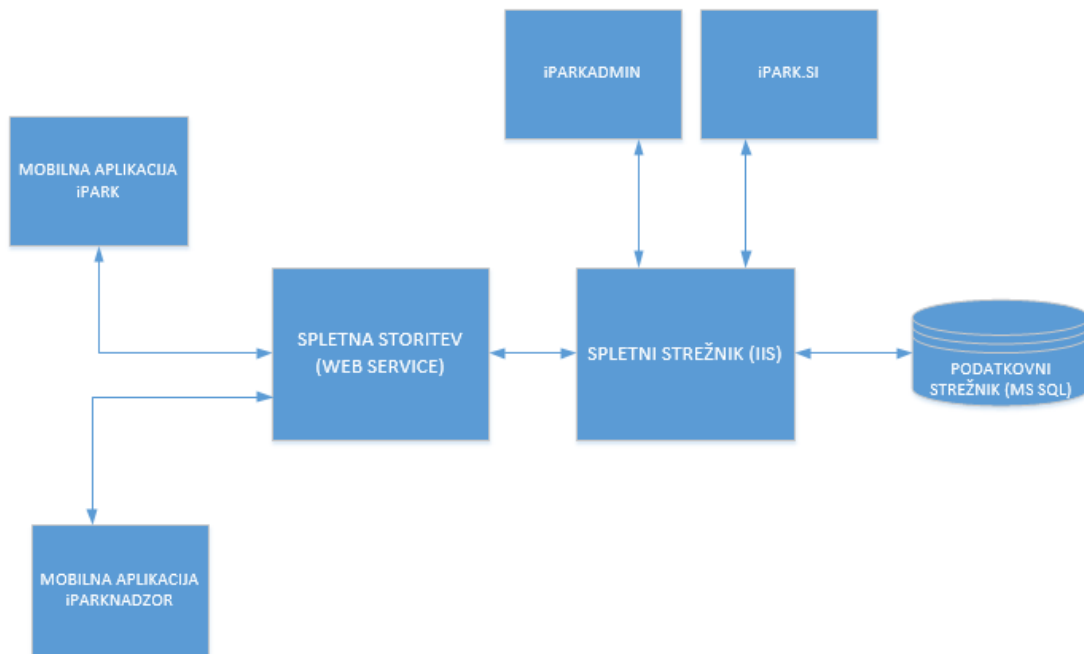 iPARKADMIN
iPARK.SI
MOBILNA APLIKACIJA
iPARK
SPLETNA STORITEV
(WEB SERVICE)
SPLETNI STREŽNIK (IIS)
PODATKOVNI
STREŽNIK (MS SQL)
MOBILNA APLIKACIJA
iPARKNADZOR